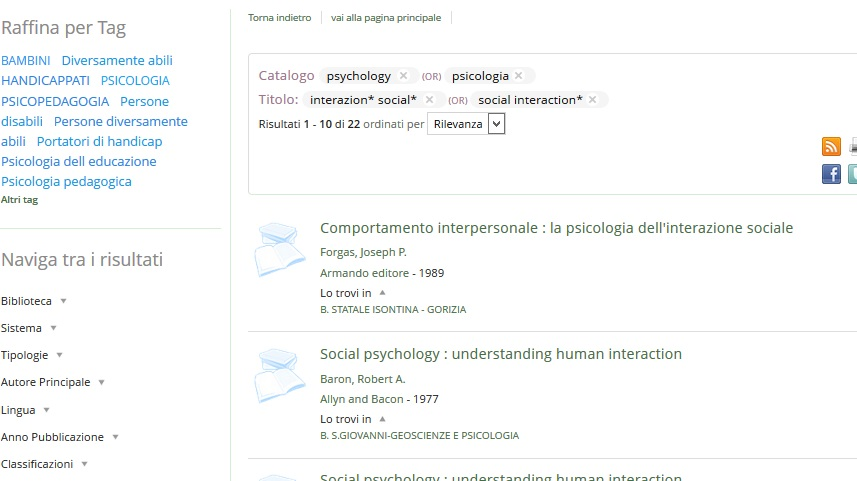 Raffina per Tag
BAMBINI Diversamente abili
HANDICAPPATI PSICOLOGIA
PSICOPEDAGOGIA Persone
disabili Persone diversamente
abili Portatori di handicap
Psicologia dell educazione
Psicologia pedagogica
Altri tag
Naviga tra i risultati
Biblioteca
Sistema
Tipologie
Autore Principale
Lingua
Anno Pubblicazione
Classificazioni
Torna indietro vai alla pagina principale
Catalogo psychology (OR) psicologia
Titolo: interazion* social* (OR) social interaction*
Risultati 1 - 10 di 22 ordinati per Rilevanza
Comportamento interpersonale : la psicologia dell'interazione sociale
Forgas, Joseph P.
Armando editore - 1989
Lo trovi in
B. STATALE ISONTINA - GORIZIA
Social psychology : understanding human interaction
Baron, Robert A.
Allyn and Bacon - 1977
Lo trovi in
B. S.GIOVANNI-GEOSCIENZE E PSICOLOGIA
Social psychology : understanding human interaction